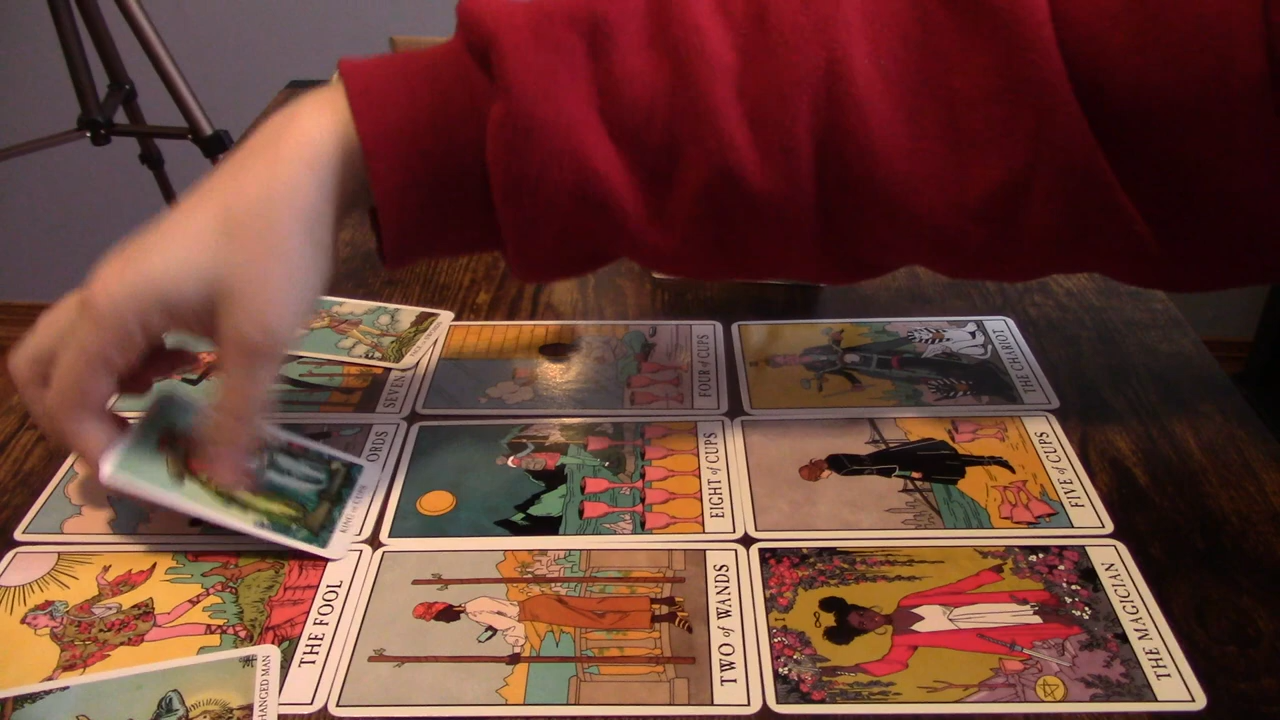 SEVEN
FOUR of CUPS
THE CHARIOT
ORDS
KING of CUPS
EIGHT of CUPS
FIVE of CUPS
THE FOOL
TWO of WANDS
I
THE MAGICIAN
HANGED MAN